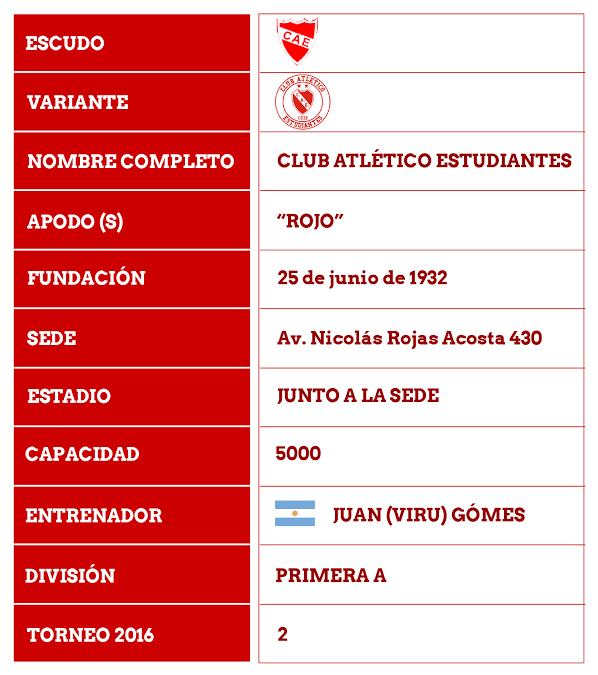 ESCUDO
CAE
VARIANTE
CLUB ATLÉTICO
1932
ESTUDIANTES
NOMBRE COMPLETO CLUB ATLÉTICO ESTUDIANTES
APODO (S) “ROJO”
FUNDACIÓN 25 de junio de 1932
SEDE Av. Nicolás Rojas Acosta 430
ESTADIO JUNTO A LA SEDE
CAPACIDAD 5000
ENTRENADOR JUAN (VIRU) GÓMES
DIVISIÓN PRIMERA A
TORNEO 2016 2